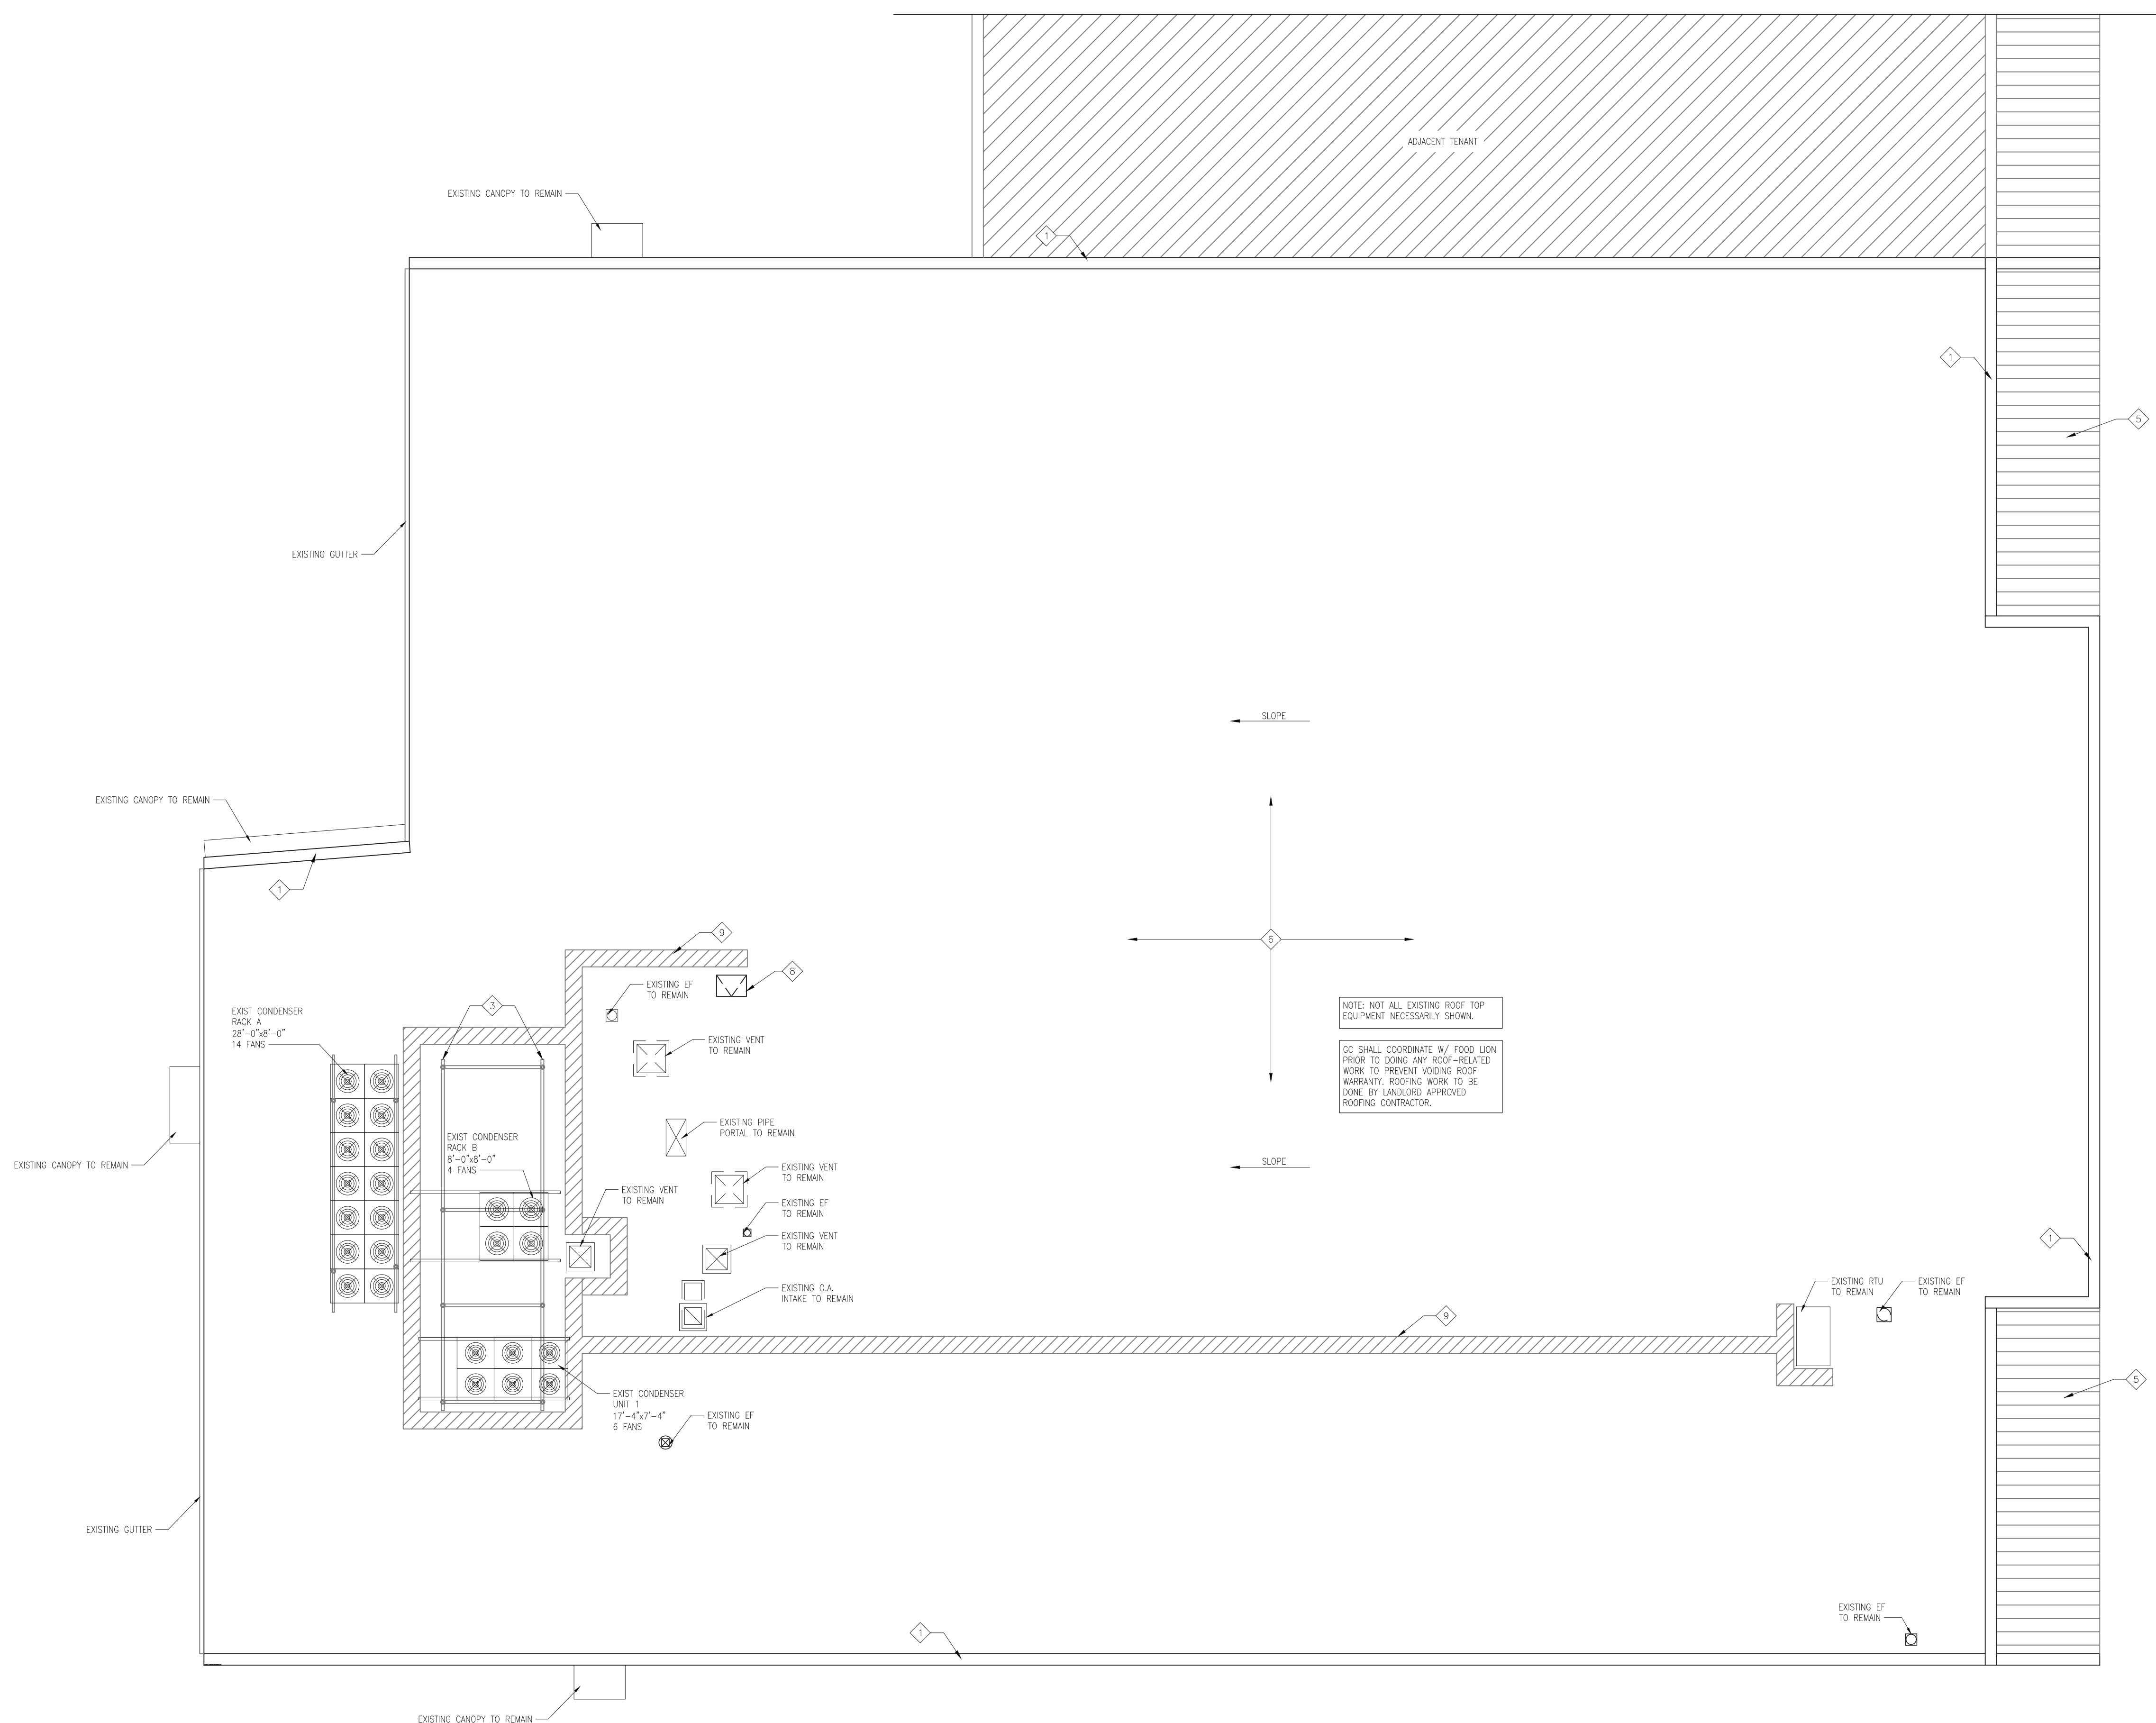 ADJACENT TENANT
EXISTING CANOPY TO REMAIN
1
1
5
EXISTING GUTTER
SLOPE
EXISTING CANOPY TO REMAIN
1
9
6
8
EXISTING EF
TO REMAIN
3
EXIST CONDENSER
RACK A
28'-0"x8'-0"
14 FANS
NOTE: NOT ALL EXISTING ROOF TOP
EQUIPMENT NECESSARILY SHOWN.
EXISTING VENT
TO REMAIN
GC SHALL COORDINATE W/ FOOD LION
PRIOR TO DOING ANY ROOF-RELATED
WORK TO PREVENT VOIDING ROOF
WARRANTY. ROOFING WORK TO BE
DONE BY LANDLORD APPROVED
ROOFING CONTRACTOR.
EXISTING PIPE
PORTAL TO REMAIN
EXIST CONDENSER
RACK B
8'-0"x8'-0"
4 FANS
EXISTING CANOPY TO REMAIN
SLOPE
EXISTING VENT
TO REMAIN
EXISTING VENT
TO REMAIN
EXISTING EF
TO REMAIN
EXISTING VENT
TO REMAIN
1
EXISTING O.A.
INTAKE TO REMAIN
EXISTING RTU
TO REMAIN
EXISTING EF
TO REMAIN
9
5
EXIST CONDENSER
UNIT 1
17'-4"x7'-4"
6 FANS
EXISTING EF
TO REMAIN
EXISTING GUTTER
EXISTING EF
TO REMAIN
1
EXISTING CANOPY TO REMAIN